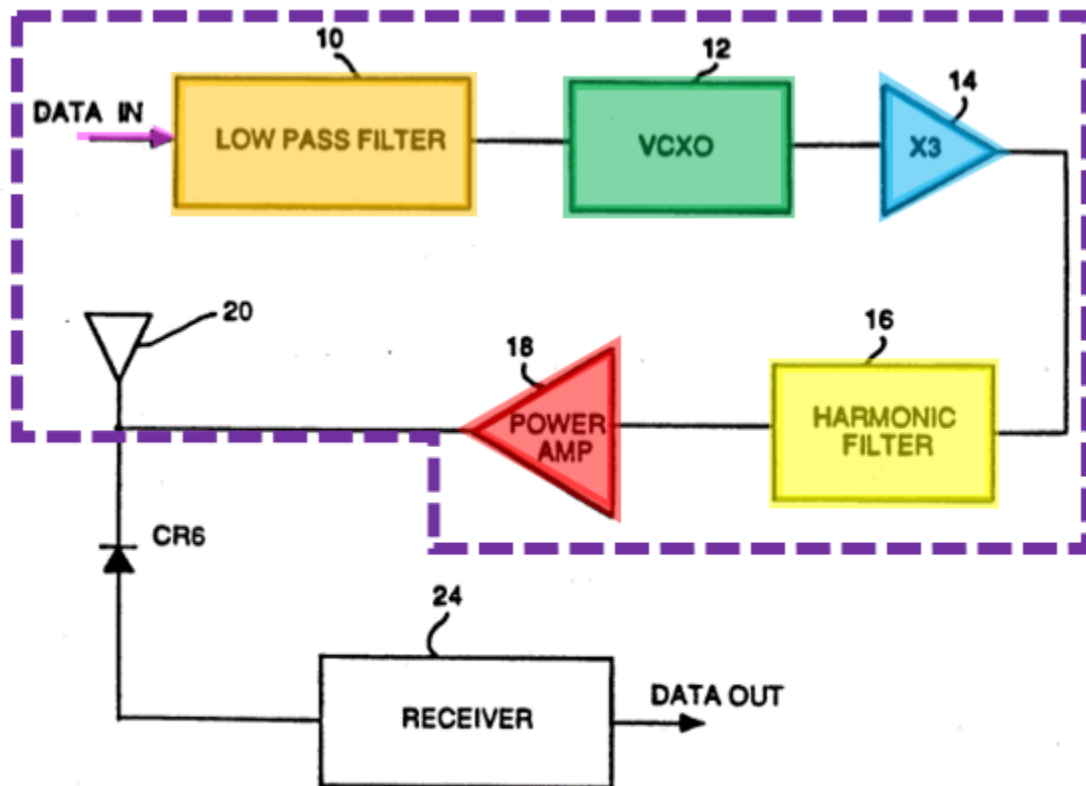 10
12
14
DATA IN
LOW PASS FILTER
VCXO
X3
20
18
16
POWER
AMP
HARMONIC
FILTER
CR6
24
RECEIVER
DATA OUT